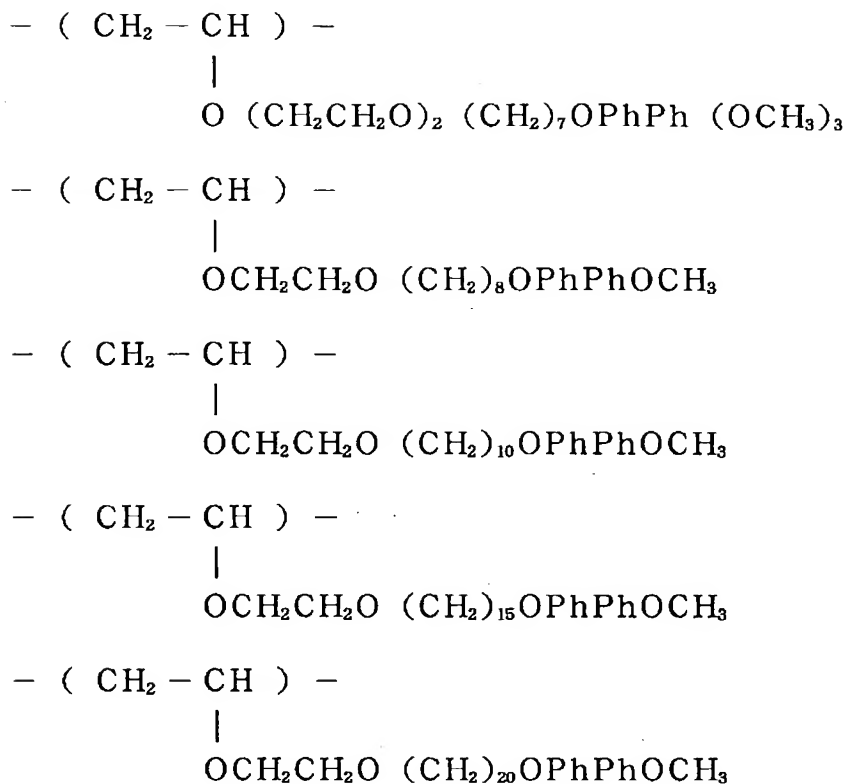 − ( CH₂ − CH ) −
|
O (CH₂CH₂O)₂ (CH₂)₇OPhPh (OCH₃)₃
− ( CH₂ − CH ) −
|
OCH₂CH₂O (CH₂)₈OPhPhOCH₃
− ( CH₂ − CH ) −
|
OCH₂CH₂O (CH₂)₁₀OPhPhOCH₃
− ( CH₂ − CH ) −
|
OCH₂CH₂O (CH₂)₁₅OPhPhOCH₃
− ( CH₂ − CH ) −
|
OCH₂CH₂O (CH₂)₂₀OPhPhOCH₃